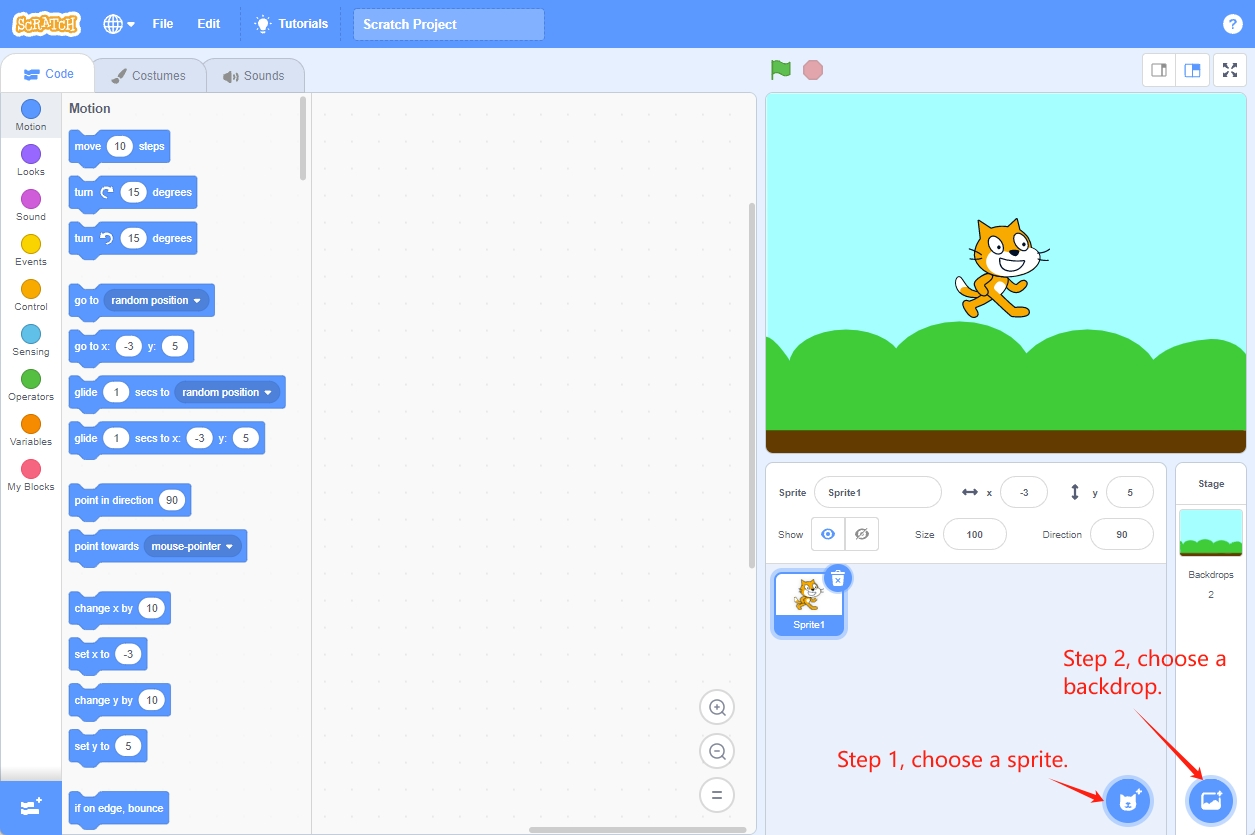 SCRATCH
File
Edit
Tutorials
Scratch Project
?
Code
Costumes
Sounds
Motion
Looks
Sound
Events
Control
Sensing
Operators
Variables
My Blocks
Motion
move 10 steps
turn 15 degrees
turn 15 degrees
go to random position
go to x: -3 y: 5
glide 1 secs to random position
glide 1 secs to x: -3 y: 5
point in direction 90
point towards mouse-pointer
change x by 10
set x to -3
change y by 10
set y to 5
if on edge, bounce
Sprite Sprite1 x -3 y 5
Show Size 100 Direction 90
Sprite1
Stage
Backdrops
2
Step 2, choose a
backdrop.
Step 1, choose a sprite.